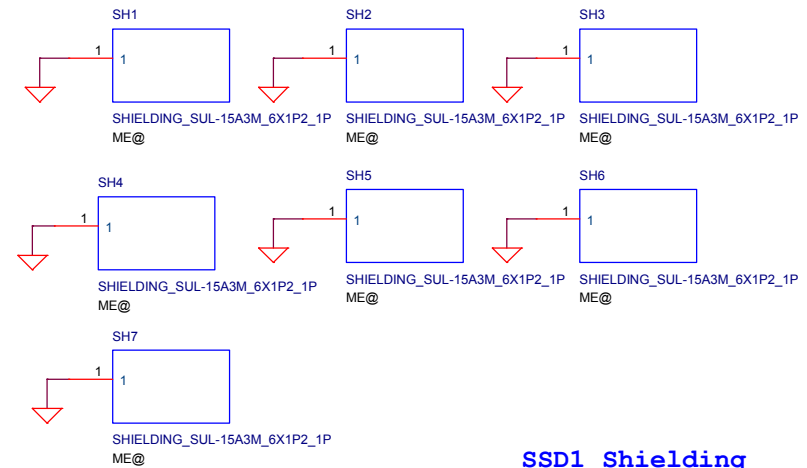 SH1
1
1
SHIELDING_SUL-15A3M_6X1P2_1P
ME@
SH2
1
1
SHIELDING_SUL-15A3M_6X1P2_1P
ME@
SH3
1
1
SHIELDING_SUL-15A3M_6X1P2_1P
ME@
SH4
1
1
SHIELDING_SUL-15A3M_6X1P2_1P
ME@
SH5
1
1
SHIELDING_SUL-15A3M_6X1P2_1P
ME@
SH6
1
1
SHIELDING_SUL-15A3M_6X1P2_1P
ME@
SH7
1
1
SHIELDING_SUL-15A3M_6X1P2_1P
ME@
SSD1 Shielding